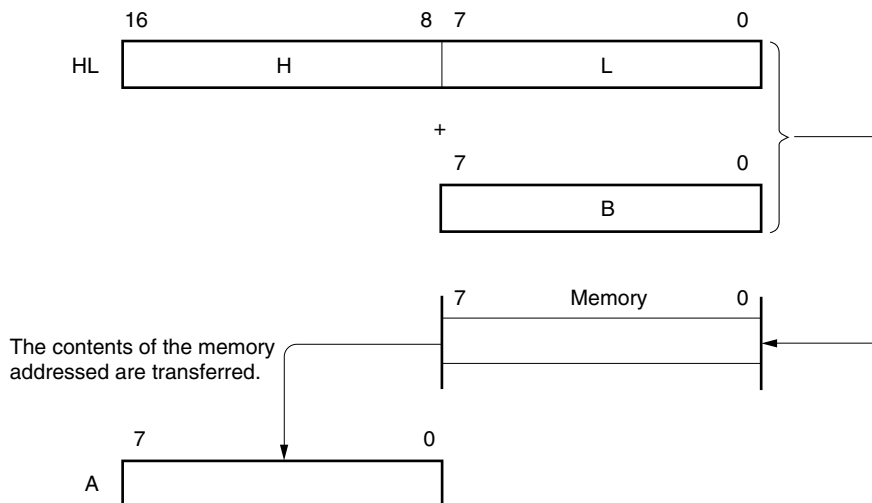 16 8 7 0
HL H L
+
7 0
B
7 Memory 0
The contents of the memory
addressed are transferred.
7 0
A